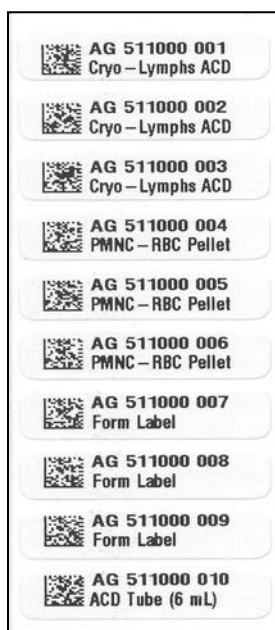 AG 511000 001
Cryo – Lymphs ACD
AG 511000 002
Cryo – Lymphs ACD
AG 511000 003
Cryo – Lymphs ACD
AG 511000 004
PMNC – RBC Pellet
AG 511000 005
PMNC – RBC Pellet
AG 511000 006
PMNC – RBC Pellet
AG 511000 007
Form Label
AG 511000 008
Form Label
AG 511000 009
Form Label
AG 511000 010
ACD Tube (6 mL)